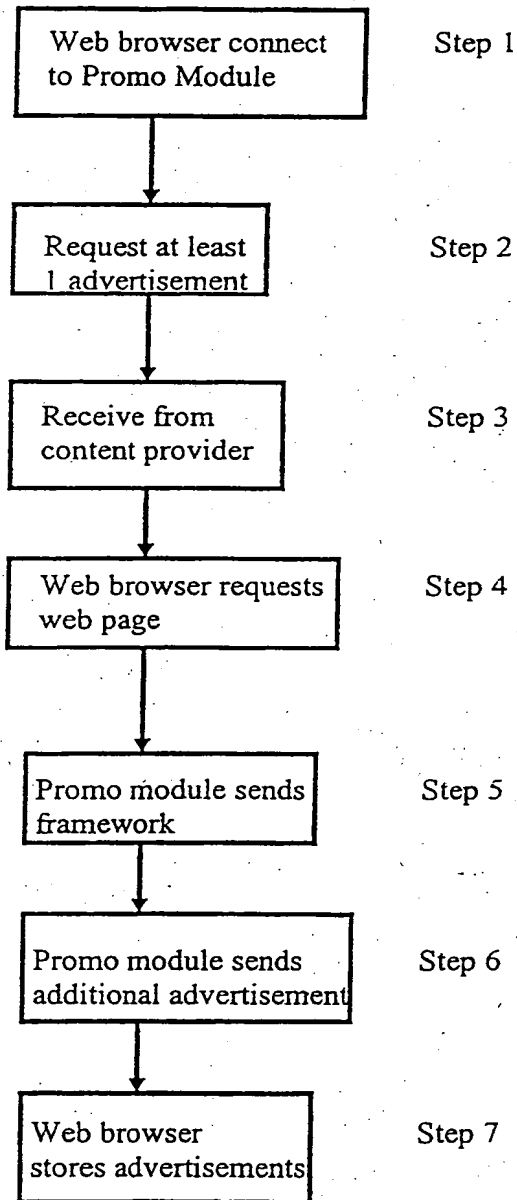 Web browser connect
to Promo Module
Step 1
Request at least
1 advertisement
Step 2
Receive from
content provider
Step 3
Web browser requests
web page
Step 4
Promo module sends
framework
Step 5
Promo module sends
additional advertisement
Step 6
Web browser
stores advertisements
Step 7